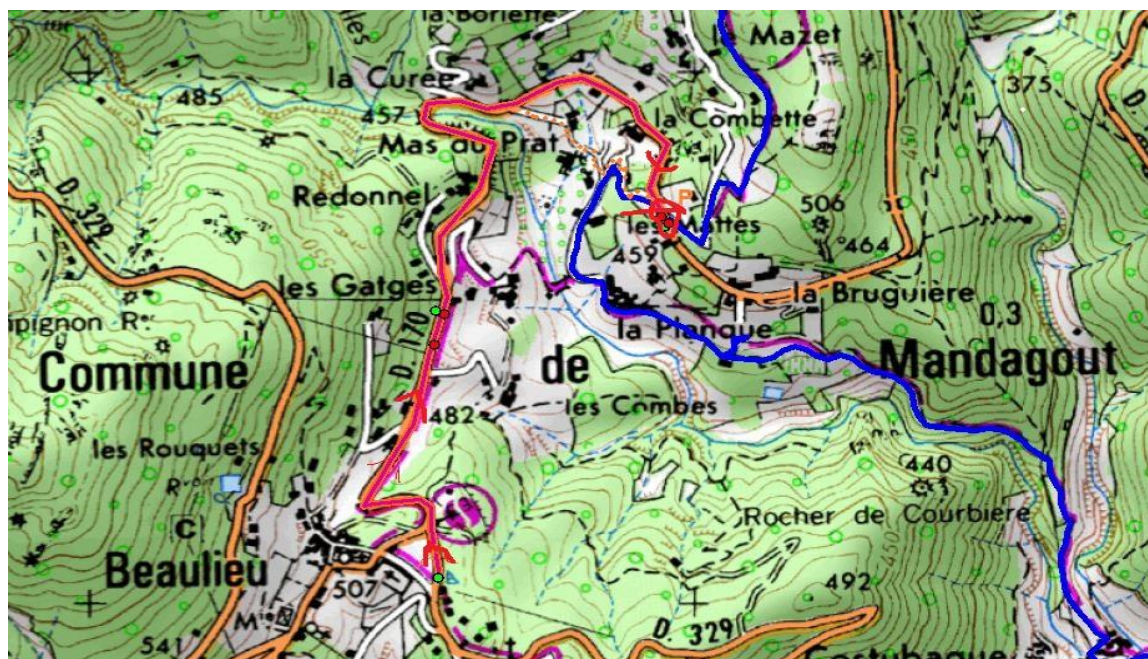 la Boriette
le Mazet
la Curée
485
375
457
la Combette
Mas du Prat
Redonnel
P
506
D. 329
les Mattes
464
459
les Gatges
la Bruguière
la Planque
0,3
D 170
Commune
de
Mandagout
les Combes
482
les Rouquets
440
Rocher de Courbière
C
Beaulieu
507
492
541
D. 329